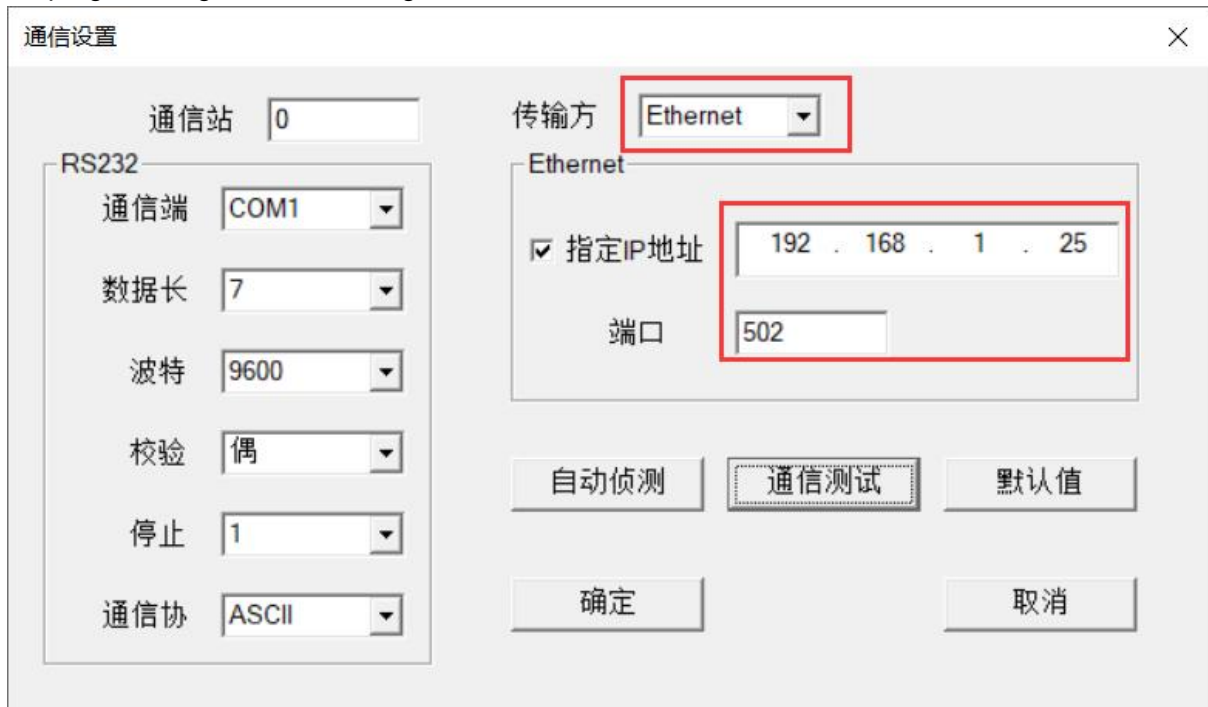 通信设置
通信站 0
传输方 Ethernet
RS232
通信端 COM1
数据长 7
波特 9600
校验 偶
停止 1
通信协 ASCII
Ethernet
指定IP地址 192 . 168 . 1 . 25
端口 502
自动侦测 通信测试 默认值
确定 取消